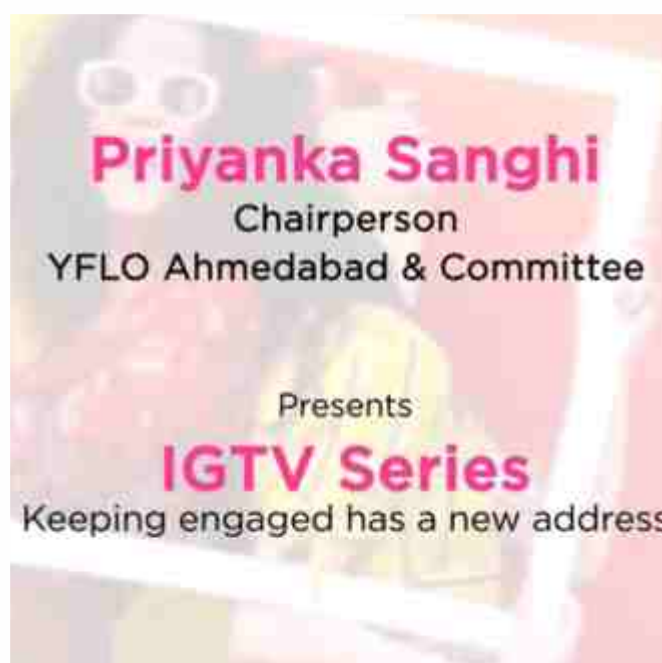 Priyanka Sanghi
Chairperson
YFLO Ahmedabad & Committee
Presents
IGTV Series
Keeping engaged has a new address